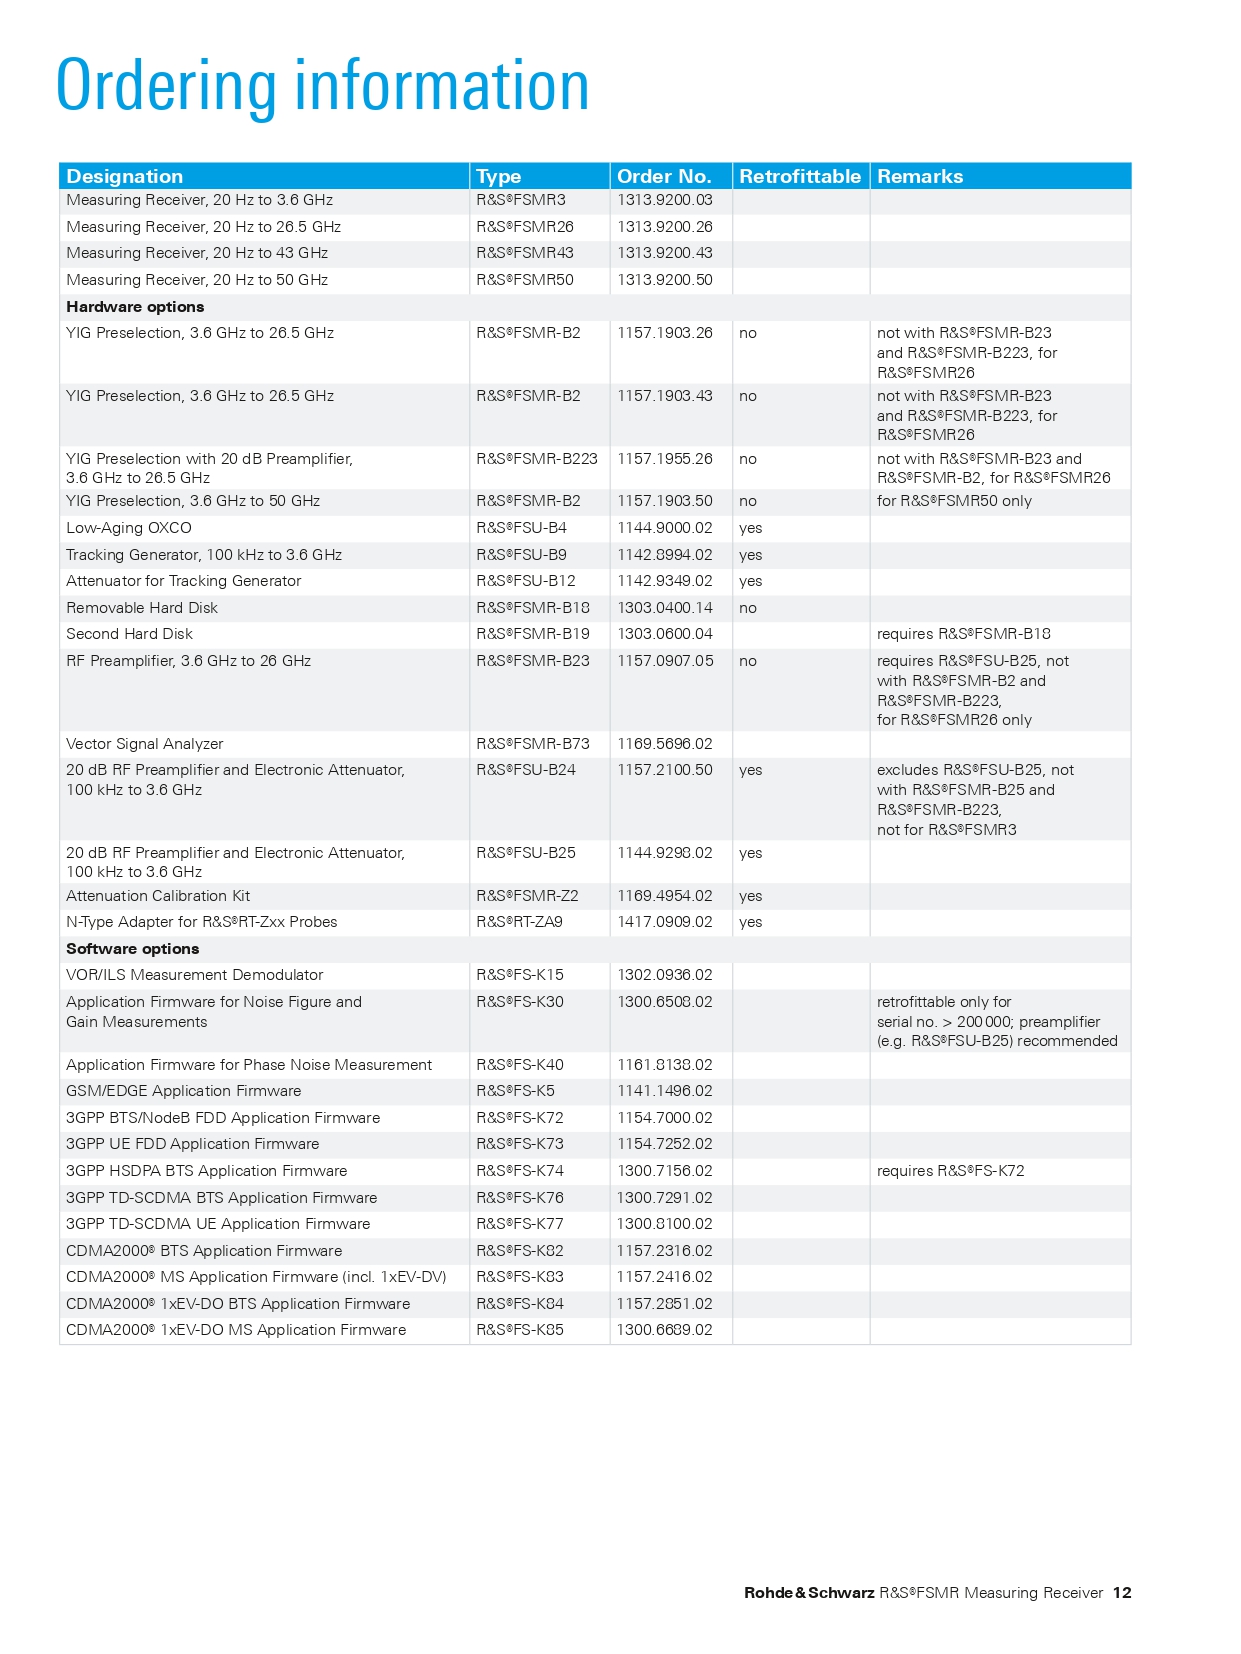 Ordering information
Designation Type Order No. Retrofittable Remarks
Measuring Receiver, 20 Hz to 3.6 GHz R&S®FSMR3 1313.9200.03
Measuring Receiver, 20 Hz to 26.5 GHz R&S®FSMR26 1313.9200.26
Measuring Receiver, 20 Hz to 43 GHz R&S®FSMR43 1313.9200.43
Measuring Receiver, 20 Hz to 50 GHz R&S®FSMR50 1313.9200.50
Hardware options
YIG Preselection, 3.6 GHz to 26.5 GHz R&S®FSMR-B2 1157.1903.26 no not with R&S®FSMR-B23
and R&S®FSMR-B223, for
R&S®FSMR26
YIG Preselection, 3.6 GHz to 26.5 GHz R&S®FSMR-B2 1157.1903.43 no not with R&S®FSMR-B23
and R&S®FSMR-B223, for
R&S®FSMR26
YIG Preselection with 20 dB Preamplifier, R&S®FSMR-B223 1157.1955.26 no not with R&S®FSMR-B23 and
3.6 GHz to 26.5 GHz R&S®FSMR-B2, for R&S®FSMR26
YIG Preselection, 3.6 GHz to 50 GHz R&S®FSMR-B2 1157.1903.50 no for R&S®FSMR50 only
Low-Aging OXCO R&S®FSU-B4 1144.9000.02 yes
Tracking Generator, 100 kHz to 3.6 GHz R&S®FSU-B9 1142.8994.02 yes
Attenuator for Tracking Generator R&S®FSU-B12 1142.9349.02 yes
Removable Hard Disk R&S®FSMR-B18 1303.0400.14 no
Second Hard Disk R&S®FSMR-B19 1303.0600.04 requires R&S®FSMR-B18
RF Preamplifier, 3.6 GHz to 26 GHz R&S®FSMR-B23 1157.0907.05 no requires R&S®FSU-B25, not
with R&S®FSMR-B2 and
R&S®FSMR-B223,
for R&S®FSMR26 only
Vector Signal Analyzer R&S®FSMR-B73 1169.5696.02
20 dB RF Preamplifier and Electronic Attenuator, R&S®FSU-B24 1157.2100.50 yes excludes R&S®FSU-B25, not
100 kHz to 3.6 GHz with R&S®FSMR-B25 and
R&S®FSMR-B223,
not for R&S®FSMR3
20 dB RF Preamplifier and Electronic Attenuator, R&S®FSU-B25 1144.9298.02 yes
100 kHz to 3.6 GHz
Attenuation Calibration Kit R&S®FSMR-Z2 1169.4954.02 yes
N-Type Adapter for R&S®RT-Zxx Probes R&S®RT-ZA9 1417.0909.02 yes
Software options
VOR/ILS Measurement Demodulator R&S®FS-K15 1302.0936.02
Application Firmware for Noise Figure and R&S®FS-K30 1300.6508.02 retrofittable only for
Gain Measurements serial no. > 200 000; preamplifier
(e.g. R&S®FSU-B25) recommended
Application Firmware for Phase Noise Measurement R&S®FS-K40 1161.8138.02
GSM/EDGE Application Firmware R&S®FS-K5 1141.1496.02
3GPP BTS/NodeB FDD Application Firmware R&S®FS-K72 1154.7000.02
3GPP UE FDD Application Firmware R&S®FS-K73 1154.7252.02
3GPP HSDPA BTS Application Firmware R&S®FS-K74 1300.7156.02 requires R&S®FS-K72
3GPP TD-SCDMA BTS Application Firmware R&S®FS-K76 1300.7291.02
3GPP TD-SCDMA UE Application Firmware R&S®FS-K77 1300.8100.02
CDMA2000® BTS Application Firmware R&S®FS-K82 1157.2316.02
CDMA2000® MS Application Firmware (incl. 1xEV-DV) R&S®FS-K83 1157.2416.02
CDMA2000® 1xEV-DO BTS Application Firmware R&S®FS-K84 1157.2851.02
CDMA2000® 1xEV-DO MS Application Firmware R&S®FS-K85 1300.6689.02
Rohde & Schwarz R&S®FSMR Measuring Receiver 12